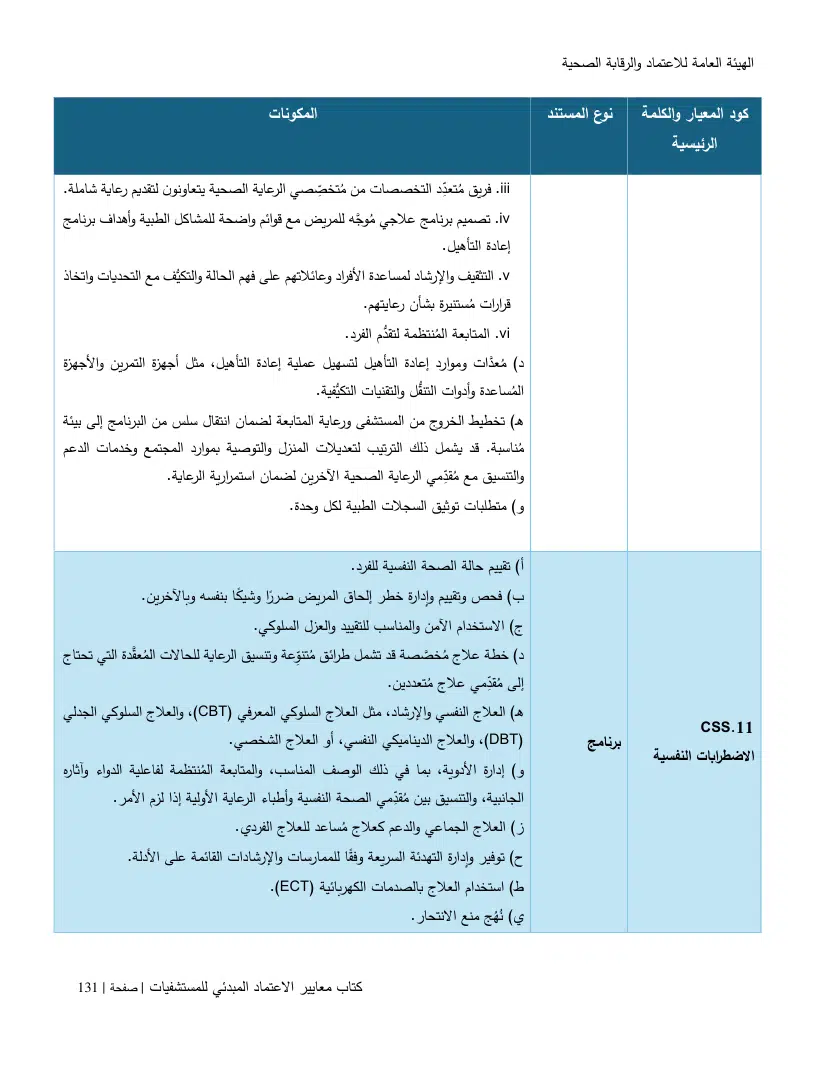 الهيئة العامة للاعتماد والرقابة الصحية
كود المعيار والكلمة
الرئيسية
نوع المستند
المكونات
iii. فريق مُتعدِّد التخصصات من مُتخصِّصي الرعاية الصحية يتعاونون لتقديم رعاية شاملة.
iv. تصميم برنامج علاجي مُوجَّه للمريض مع قوائم واضحة للمشاكل الطبية وأهداف برنامج
إعادة التأهيل.
v. التثقيف والإرشاد لمساعدة الأفراد وعائلاتهم على فهم الحالة والتكيُّف مع التحديات واتخاذ
قرارات مُستنيرة بشأن رعايتهم.
vi. المتابعة المُنتظمة لتقدُّم الفرد.
د) مُعدَّات وموارد إعادة التأهيل لتسهيل عملية إعادة التأهيل، مثل أجهزة التمرين والأجهزة
المُساعدة وأدوات التنقُّل والتقنيات التكيُّفية.
هـ) تخطيط الخروج من المستشفى ورعاية المتابعة لضمان انتقال سلس من البرنامج إلى بيئة
مُناسبة. قد يشمل ذلك الترتيب لتعديلات المنزل والتوصية بموارد المجتمع وخدمات الدعم
والتنسيق مع مُقدِّمي الرعاية الصحية الآخرين لضمان استمرارية الرعاية.
و) متطلبات توثيق السجلات الطبية لكل وحدة.
CSS.11
الاضطرابات النفسية
برنامج
أ) تقييم حالة الصحة النفسية للفرد.
ب) فحص وتقييم وإدارة خطر إلحاق المريض ضررًا وشيكًا بنفسه وبالآخرين.
ج) الاستخدام الآمن والمناسب للتقييد والعزل السلوكي.
د) خطة علاج مُخصَّصة قد تشمل طرائق مُتنوِّعة وتنسيق الرعاية للحالات المُعقَّدة التي تحتاج
إلى مُقدِّمي علاج مُتعددين.
هـ) العلاج النفسي والإرشاد، مثل العلاج السلوكي المعرفي (CBT)، والعلاج السلوكي الجدلي
(DBT)، والعلاج الديناميكي النفسي، أو العلاج الشخصي.
و) إدارة الأدوية، بما في ذلك الوصف المناسب، والمتابعة المُنتظمة لفاعلية الدواء وآثاره
الجانبية، والتنسيق بين مُقدِّمي الصحة النفسية وأطباء الرعاية الأولية إذا لزم الأمر.
ز) العلاج الجماعي والدعم كعلاج مُساعد للعلاج الفردي.
ح) توفير وإدارة التهدئة السريعة وفقًا للممارسات والإرشادات القائمة على الأدلة.
ط) استخدام العلاج بالصدمات الكهربائية (ECT).
ي) نُهُج منع الانتحار.
كتاب معايير الاعتماد المبدئي للمستشفيات | صفحة | 131